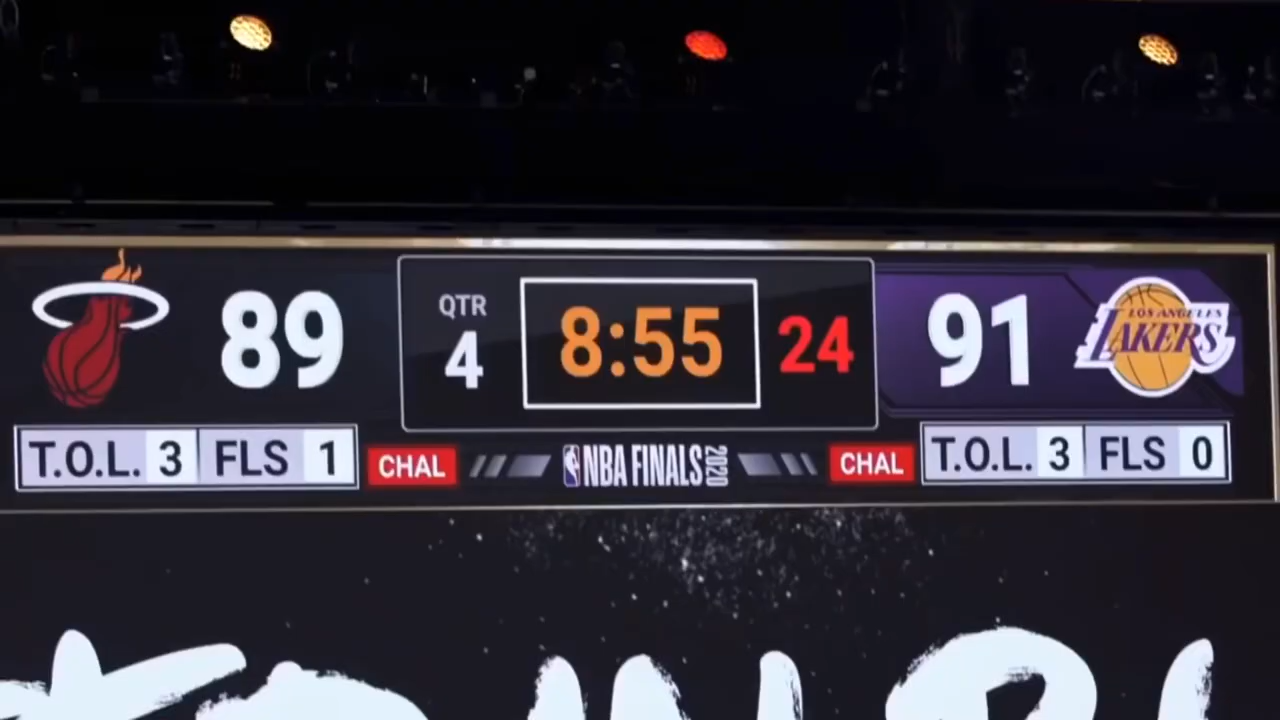 89
QTR
4
8:55
24
91
LOS ANGELES
LAKERS
T.O.L. 3 FLS 1
CHAL
NBA FINALS 2020
CHAL
T.O.L. 3 FLS 0